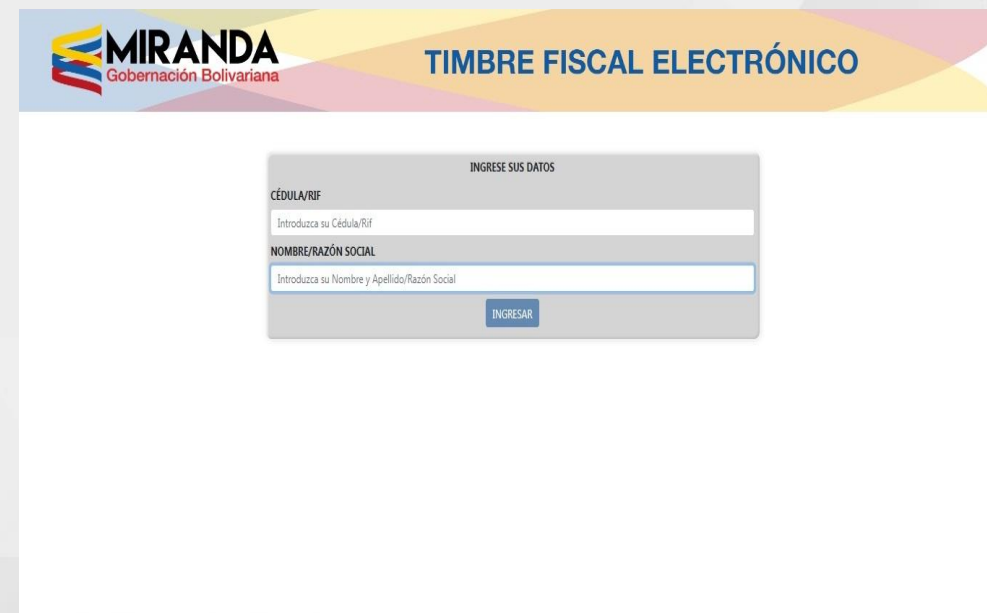 MIRANDA
Gobernación Bolivariana
TIMBRE FISCAL ELECTRÓNICO
INGRESE SUS DATOS
CÉDULA/RIF
Introduzca su Cédula/Rif
NOMBRE/RAZÓN SOCIAL
Introduzca su Nombre y Apellido/Razón Social
INGRESAR